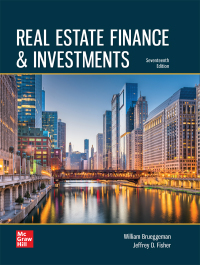 REAL ESTATE FINANCE
& INVESTMENTS
Seventeenth
Edition
Mc
Graw
Hill
William Brueggeman
Jeffrey D. Fisher